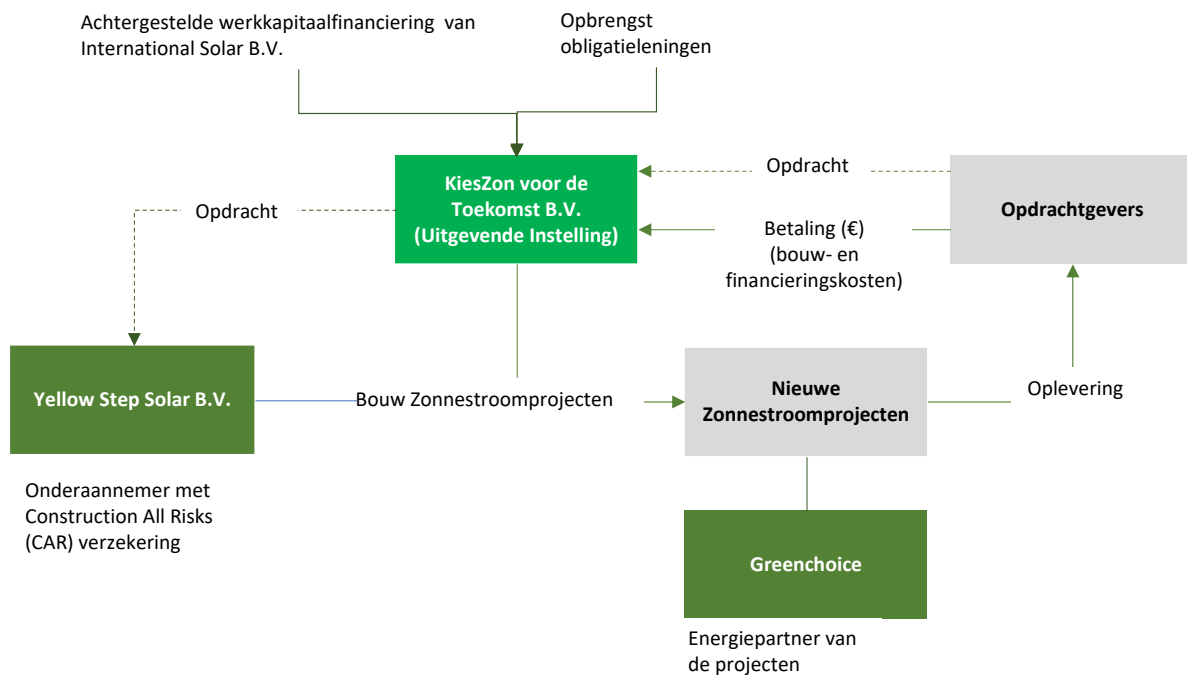 Achtergestelde werkkapitaalfinanciering van
International Solar B.V.
Opbrengst
obligatieleningen
KiesZon voor de
Toekomst B.V.
(Uitgevende Instelling)
Opdracht
Opdrachtgevers
Opdracht
Betaling (€)
(bouw- en
financieringskosten)
Yellow Step Solar B.V.
Bouw Zonnestroomprojecten
Nieuwe
Zonnestroomprojecten
Oplevering
Onderaannemer met
Construction All Risks
(CAR) verzekering
Greenchoice
Energiepartner van
de projecten